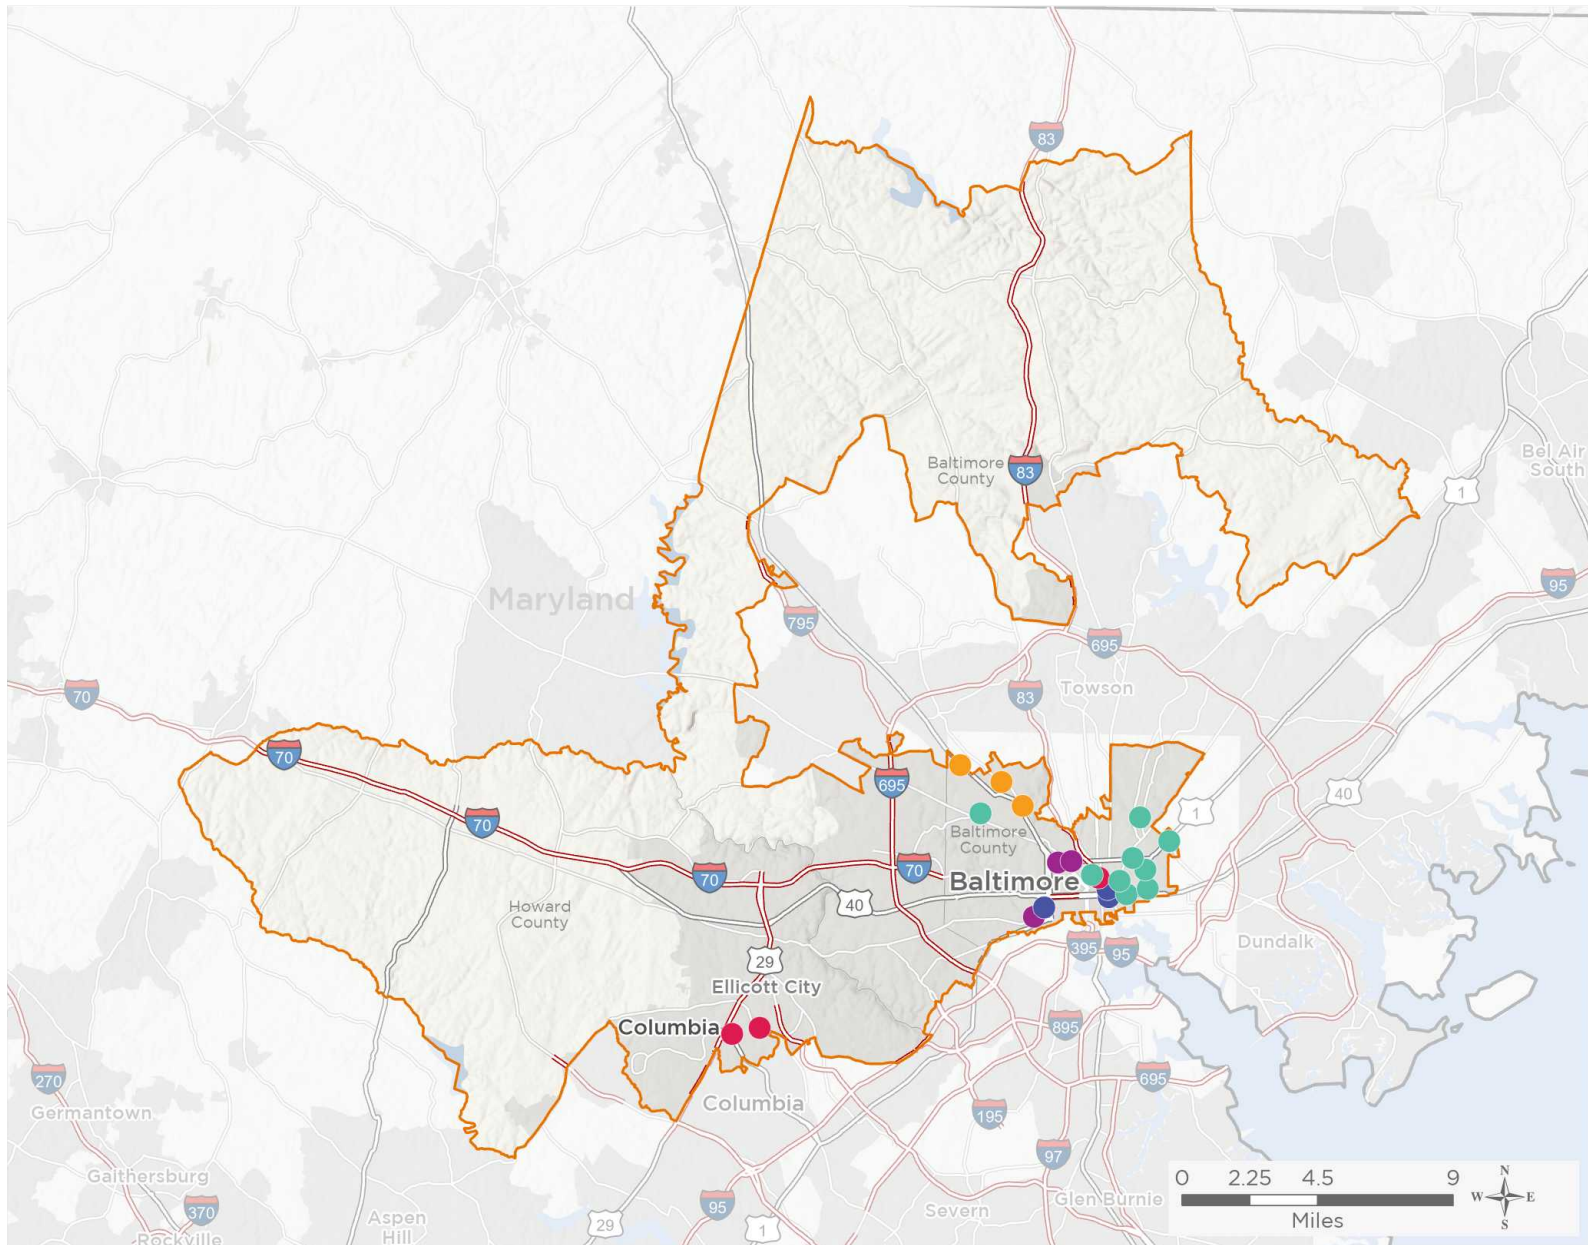 83
Baltimore
County
83
Bel Air
South
1
95
Maryland
795
695
Towson
83
70
70
695
40
1
70
Baltimore
County
70
70
Baltimore
40
Howard
County
395
95
Dundalk
29
Ellicott City
Columbia
895
270
695
Germantown
Columbia
195
97
Gaithersburg
370
95
Glen Burnie
Aspen
Hill
29
1
Severn
Rockville
0 2.25 4.5 9
Miles
N
W E
S